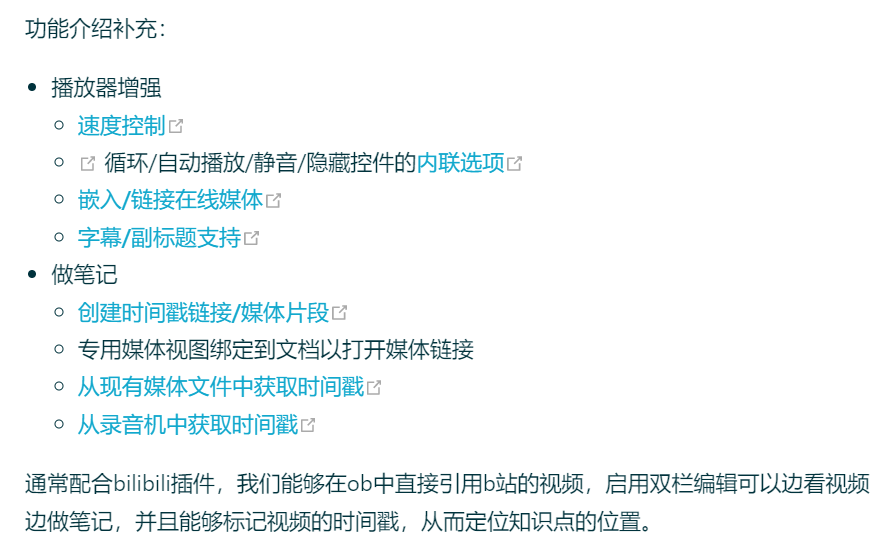 功能介绍补充：
播放器增强
速度控制
循环/自动播放/静音/隐藏控件的内联选项
嵌入/链接在线媒体
字幕/副标题支持
做笔记
创建时间戳链接/媒体片段
专用媒体视图绑定到文档以打开媒体链接
从现有媒体文件中获取时间戳
从录音机中获取时间戳
通常配合bilibili插件，我们能够在ob中直接引用b站的视频，启用双栏编辑可以边看视频
边做笔记，并且能够标记视频的时间戳，从而定位知识点的位置。